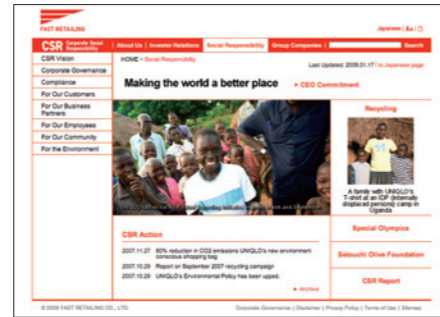 FAST RETAILING
Japanese
CSR Corporate Social Responsibility
About Us | Investor Relations | Social Responsibility | Group Companies
Search
CSR Vision
Corporate Governance
Compliance
For Our Customers
For Our Business
Partners
For Our Employees
For Our Community
For the Environment
HOME > Social Responsibility
Last Updated: 2008.01.17 | to Japanese page
Making the world a better place
CEO Commitment
Recycling
A family with UNIQLO's
T-shirt at an IDP (internally
displaced persons) camp in
Uganda
Special Olympics
Setouchi Olive Foundation
CSR Report
CSR Action
2007.11.27 60% reduction in CO2 emissions UNIQLO's new environment
conscious shopping bag
2007.10.29 Report on September 2007 recycling campaign
2007.10.29 UNIQLO's Environmental Policy has been upped.
Archive
© 2008 FAST RETAILING CO., LTD.
Corporate Governance | Disclaimer | Privacy Policy | Terms of Use | Sitemap